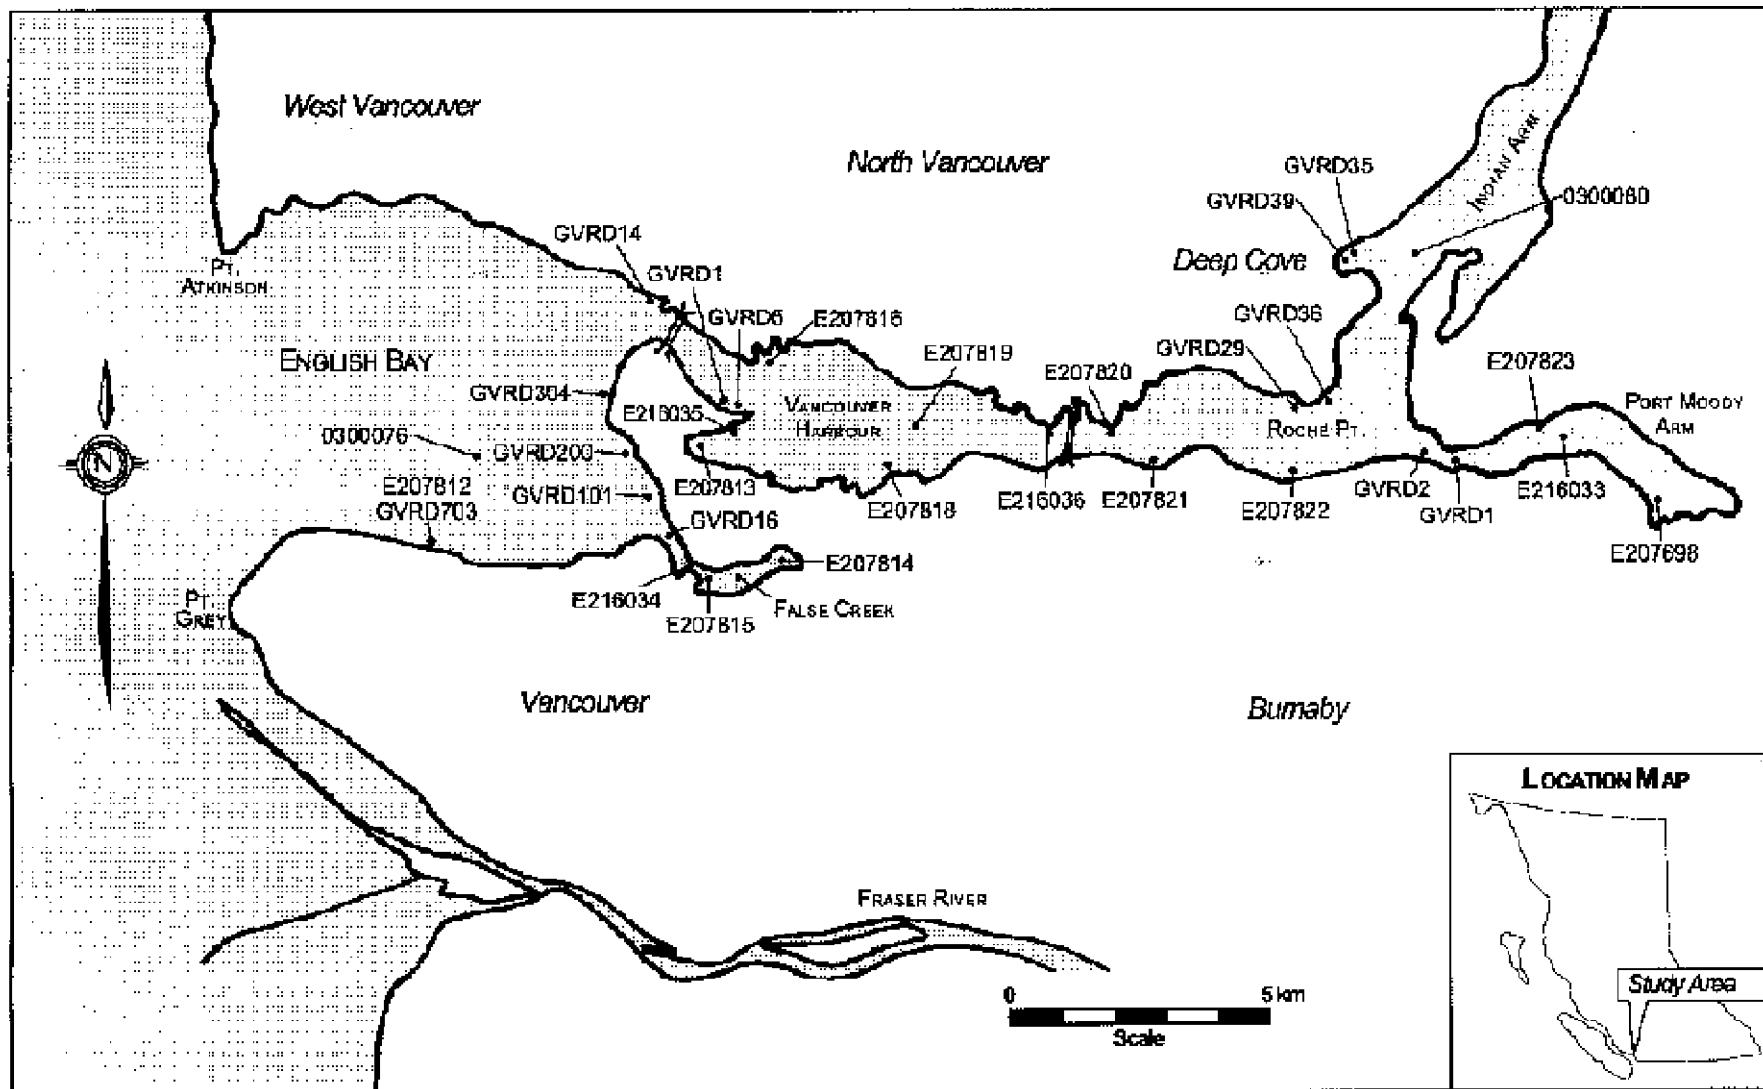 West Vancouver
North Vancouver
GVRD35
GVRD39
INDIAN ARM
0300080
GVRD14
Deep Cove
GVRD1
PT.
ATKINSON
GVRD6
E207816
GVRD36
ENGLISH BAY
E207819
GVRD29
E207820
E207823
GVRD304
VANCOUVER
HARBOUR
PORT MOODY
ARM
E216035
ROCHE PT.
0300076
GVRD200
N
E207812
GVRD703
GVRD101
E207813
E207818
E216036
E207821
E207822
GVRD2
GVRD1
E216033
GVRD16
E207698
E207814
E216034
FALSE CREEK
E207815
PT.
GREY
Vancouver
Burnaby
LOCATION MAP
FRASER RIVER
Study Area
0 5 km
Scale